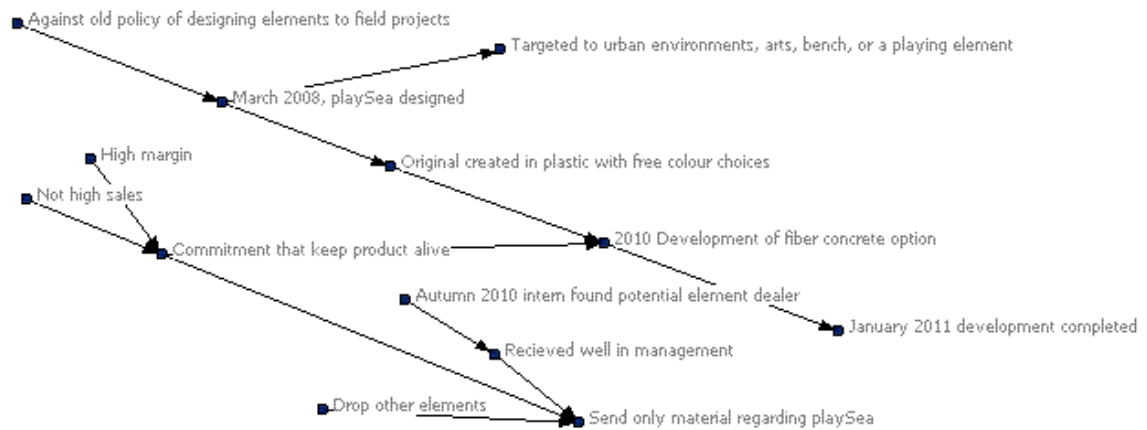 Against old policy of designing elements to field projects
Targeted to urban environments, arts, bench, or a playing element
March 2008, playSea designed
High margin
Original created in plastic with free colour choices
Not high sales
2010 Development of fiber concrete option
Commitment that keep product alive
Autumn 2010 intern found potential element dealer
January 2011 development completed
Recieved well in management
Drop other elements
Send only material regarding playSea